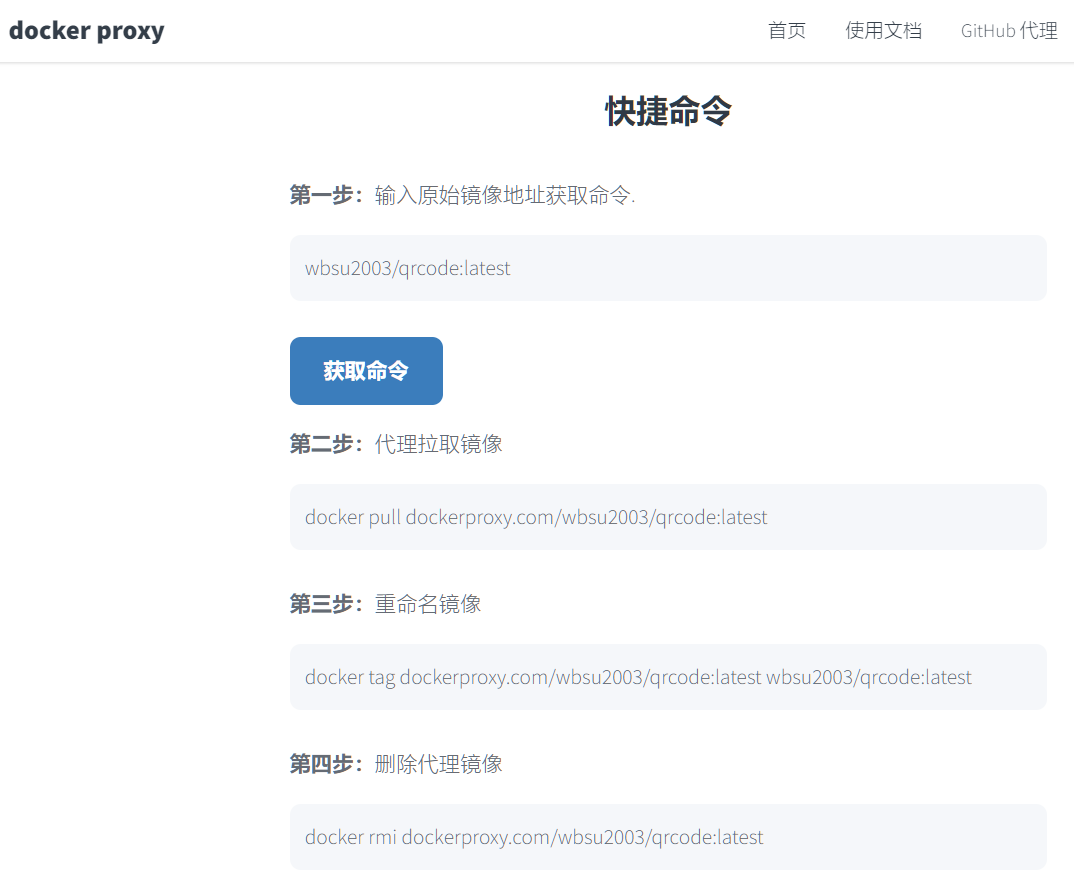 docker proxy
首页 使用文档 GitHub 代理
快捷命令
第一步：输入原始镜像地址获取命令.
wbsu2003/qrcode:latest
获取命令
第二步：代理拉取镜像
docker pull dockerproxy.com/wbsu2003/qrcode:latest
第三步：重命名镜像
docker tag dockerproxy.com/wbsu2003/qrcode:latest wbsu2003/qrcode:latest
第四步：删除代理镜像
docker rmi dockerproxy.com/wbsu2003/qrcode:latest